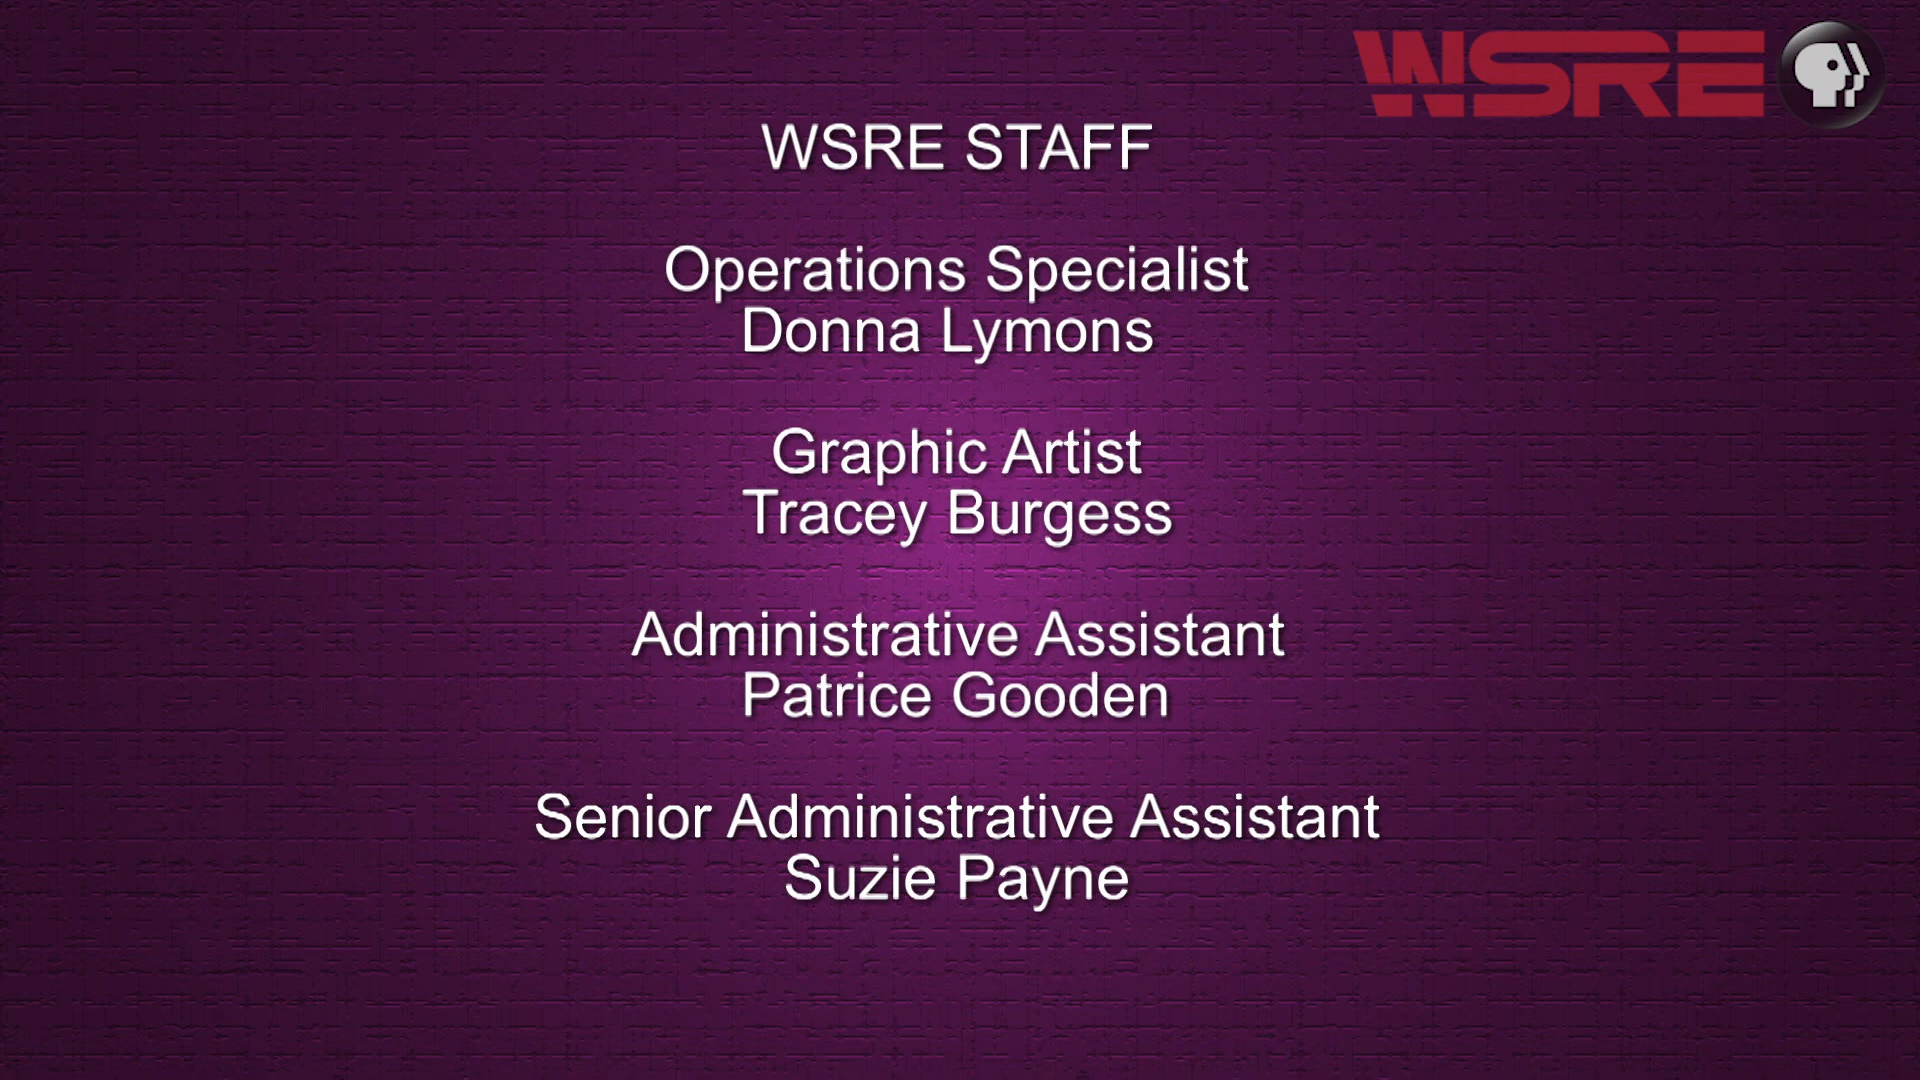 WSRE
WSRE STAFF
Operations Specialist
Donna Lymons
Graphic Artist
Tracey Burgess
Administrative Assistant
Patrice Gooden
Senior Administrative Assistant
Suzie Payne